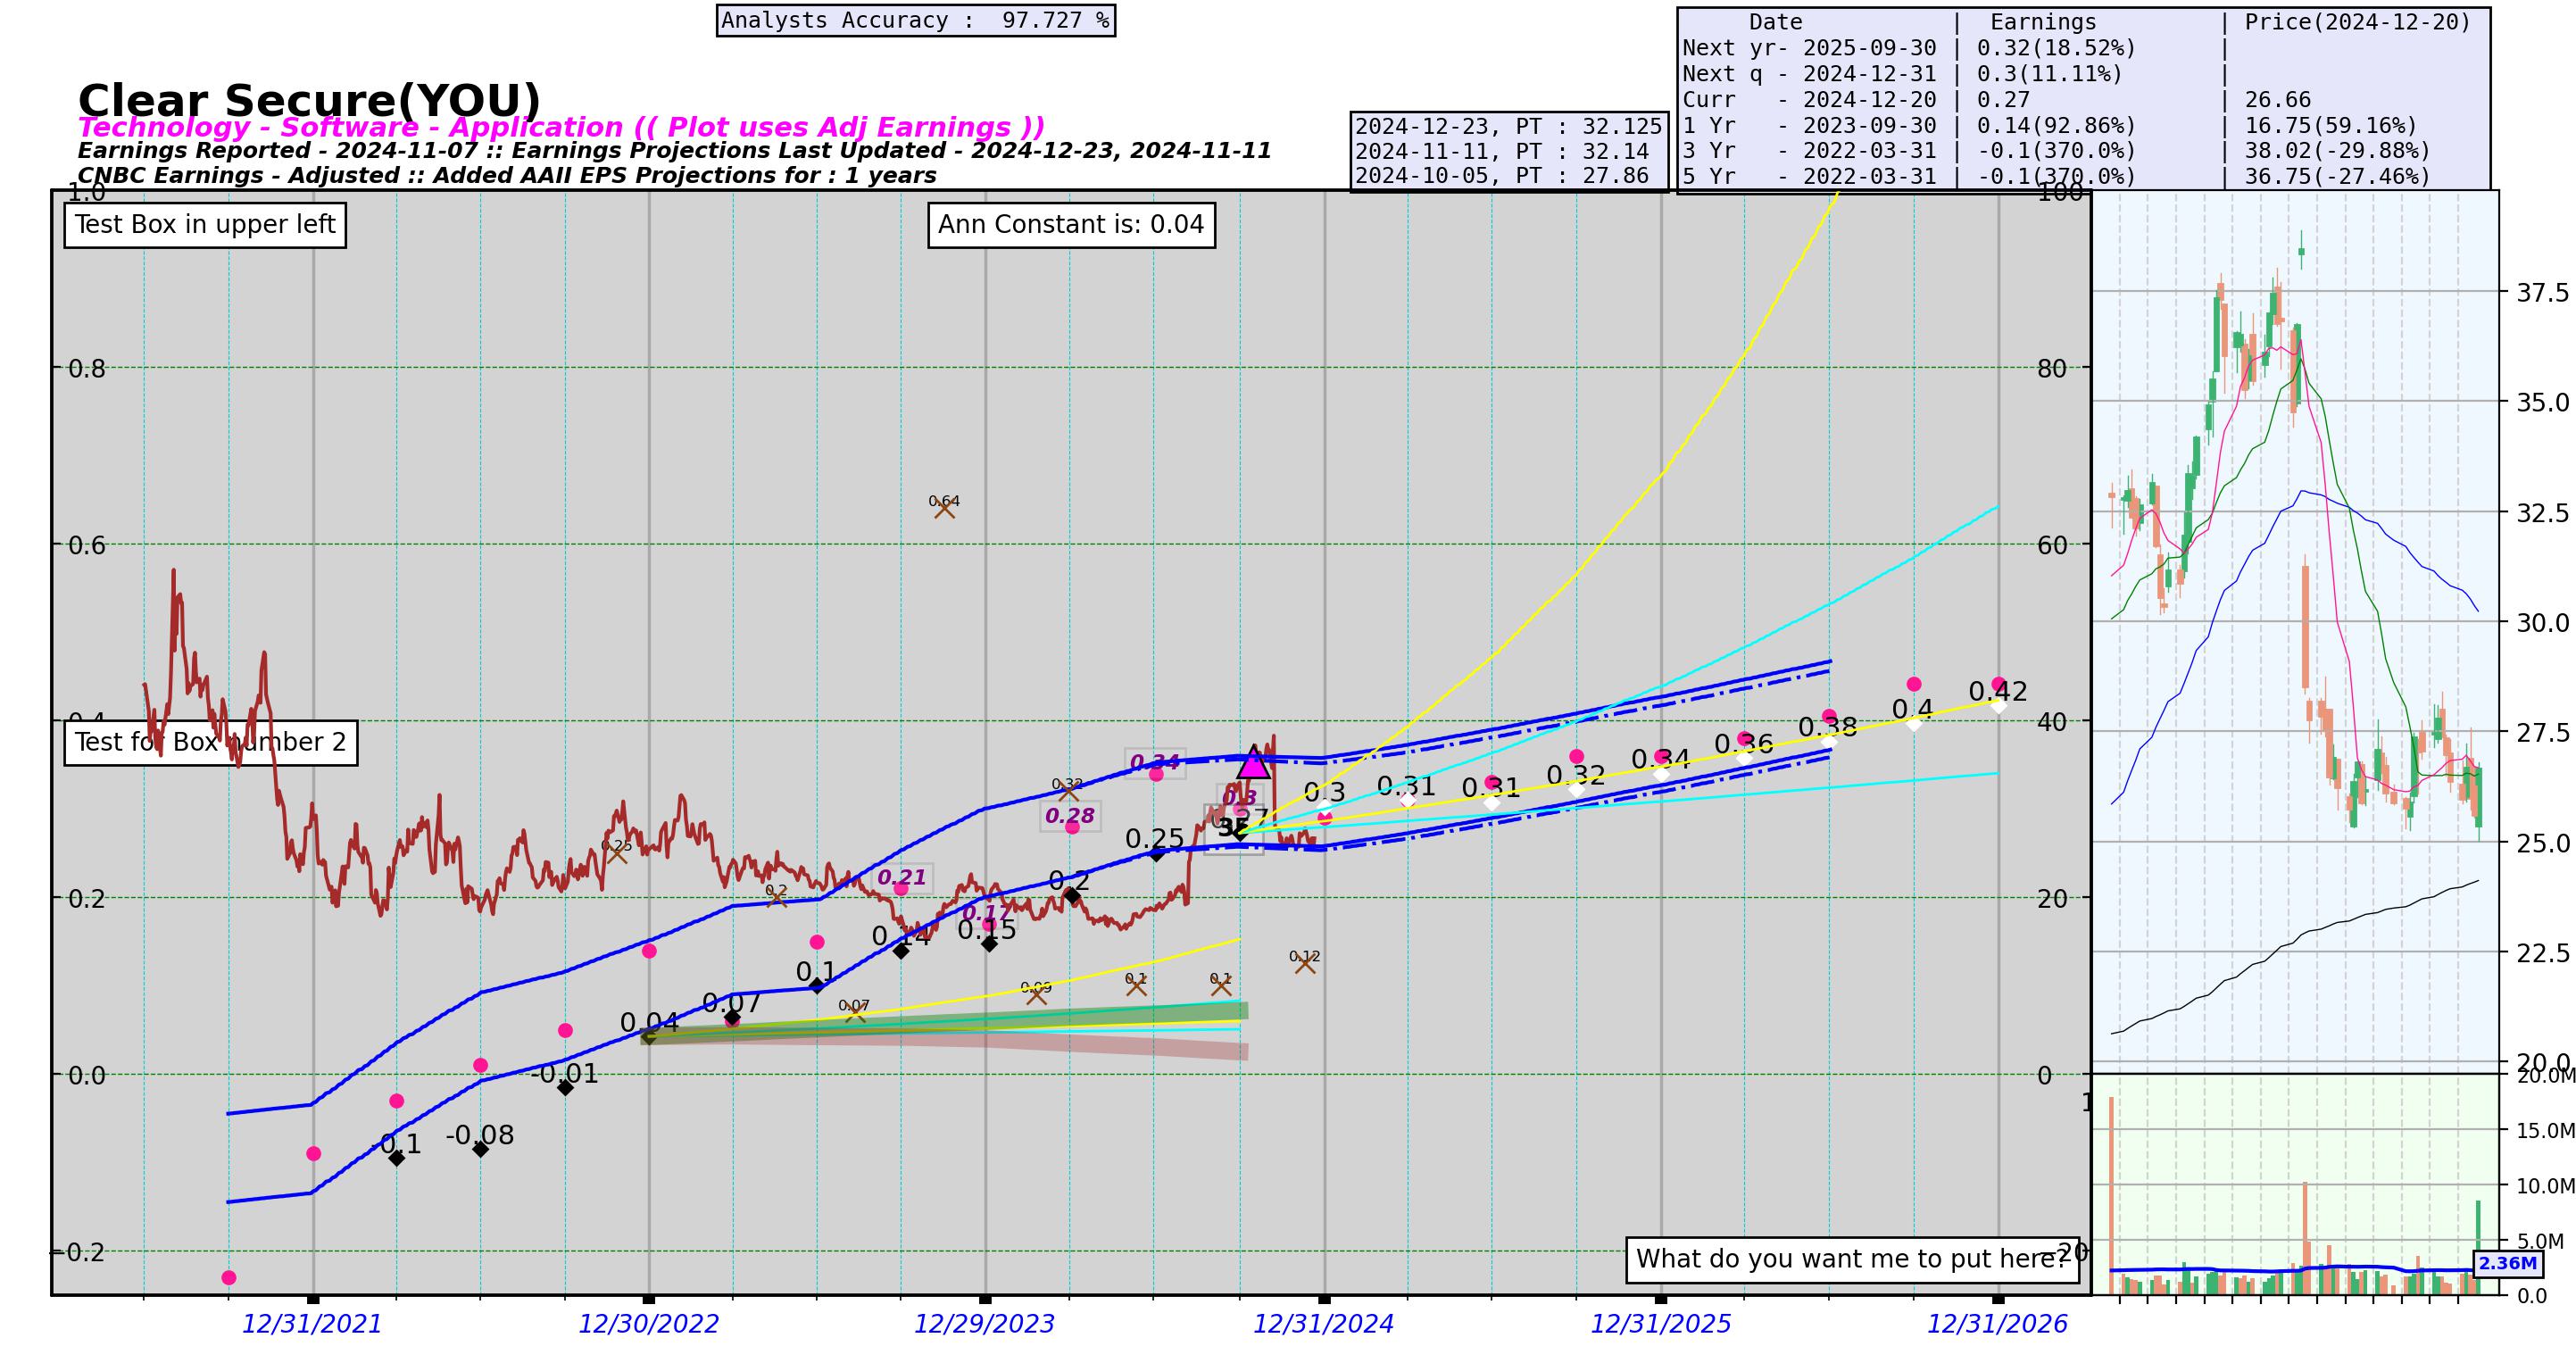 Analysts Accuracy :  97.727 %
Date | Earnings | Price(2024-12-20)
Next yr- 2025-09-30 | 0.32(18.52%) |
Next q - 2024-12-31 | 0.3(11.11%) |
Curr - 2024-12-20 | 0.27 | 26.66
1 Yr - 2023-09-30 | 0.14(92.86%) | 16.75(59.16%)
3 Yr - 2022-03-31 | -0.1(370.0%) | 38.02(-29.88%)
5 Yr - 2022-03-31 | -0.1(370.0%) | 36.75(-27.46%)
Clear Secure(YOU)
Technology - Software - Application (( Plot uses Adj Earnings ))
Earnings Reported - 2024-11-07 :: Earnings Projections Last Updated - 2024-12-23, 2024-11-11
CNBC Earnings - Adjusted :: Added AAII EPS Projections for : 1 years
2024-12-23, PT : 32.125
2024-11-11, PT : 32.14
2024-10-05, PT : 27.86
Test Box in upper left
Ann Constant is: 0.04
Test for Box number 2
What do you want me to put here?
1.0
0.8
0.6
0.4
0.2
0.0
−0.2
100
80
60
40
20
0
−20
-0.1
-0.08
-0.01
0.04
0.07
0.1
0.14
0.15
0.2
0.25
0.3
0.31
0.31
0.32
0.34
0.36
0.38
0.4
0.42
0.21
0.17
0.28
0.34
0.3
0.25
0.2
0.07
0.64
0.09
0.32
0.1
0.1
0.12
12/31/2021
12/30/2022
12/29/2023
12/31/2024
12/31/2025
12/31/2026
37.5
35.0
32.5
30.0
27.5
25.0
22.5
20.0
20.0M
15.0M
10.0M
5.0M
0.0
2.36M